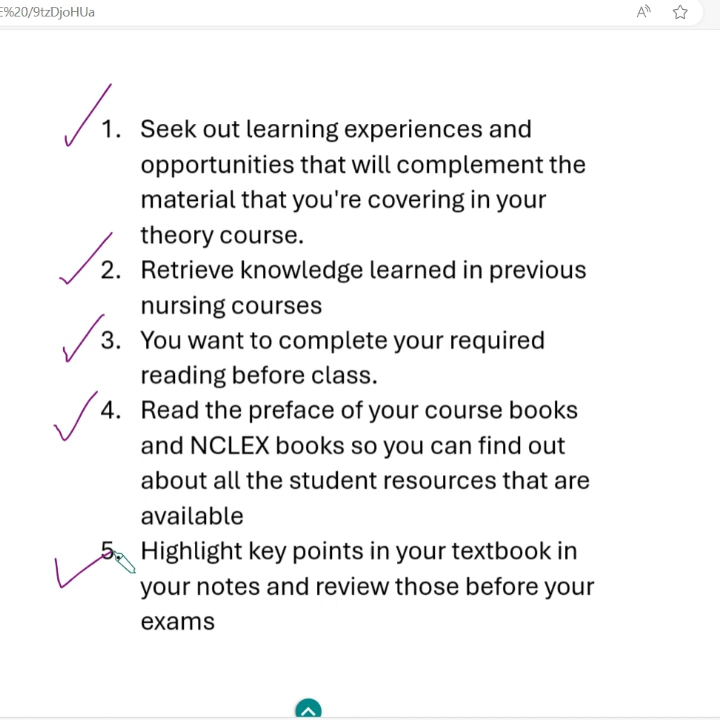 E%20/9tzDjoHUa
1. Seek out learning experiences and
opportunities that will complement the
material that you're covering in your
theory course.
2. Retrieve knowledge learned in previous
nursing courses
3. You want to complete your required
reading before class.
4. Read the preface of your course books
and NCLEX books so you can find out
about all the student resources that are
available
5. Highlight key points in your textbook in
your notes and review those before your
exams